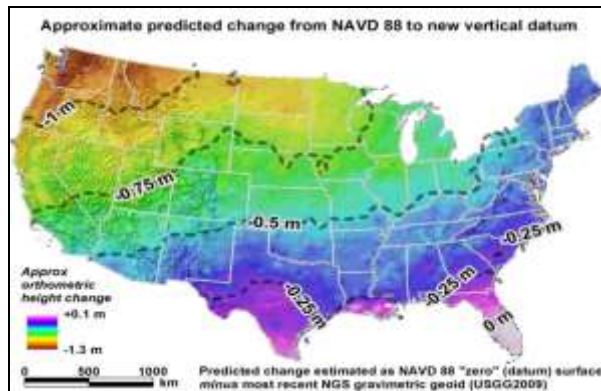 Approximate predicted change from NAVD 88 to new vertical datum
-1 m
-0.75 m
-0.5 m
-0.25 m
-0.25 m
-0.25 m
0 m
Approx
orthometric
height change
+0.1 m
-1.3 m
0 500 1000
km
Predicted change estimated as NAVD 88 "zero" (datum) surface
minus most recent NGS gravimetric geoid (USGG2009)